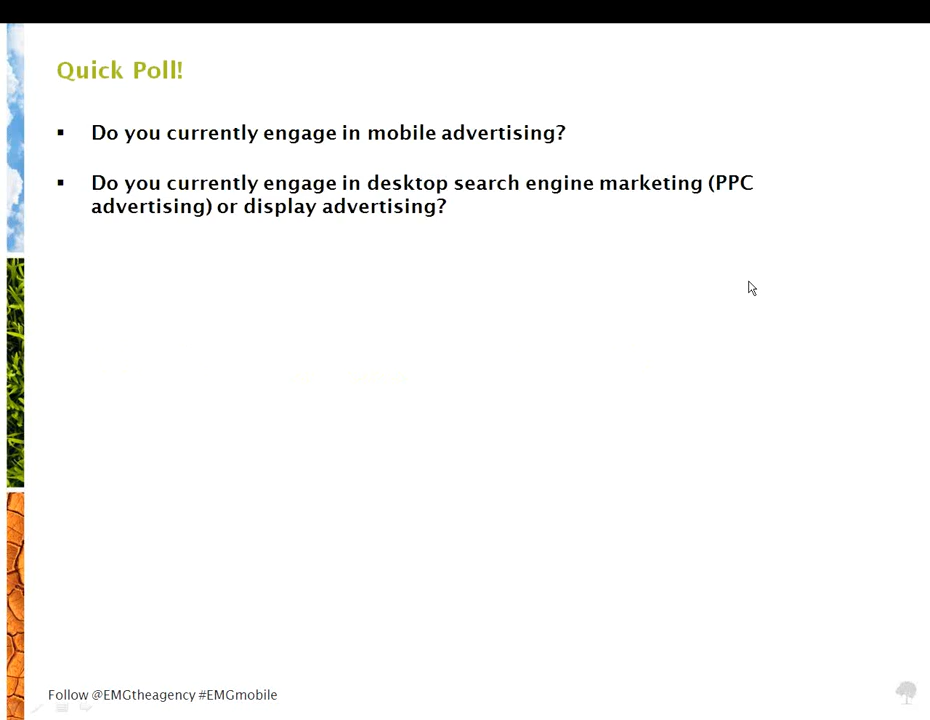 Quick Poll!
▪ Do you currently engage in mobile advertising?
▪ Do you currently engage in desktop search engine marketing (PPC
advertising) or display advertising?
Follow @EMGtheagency #EMGmobile